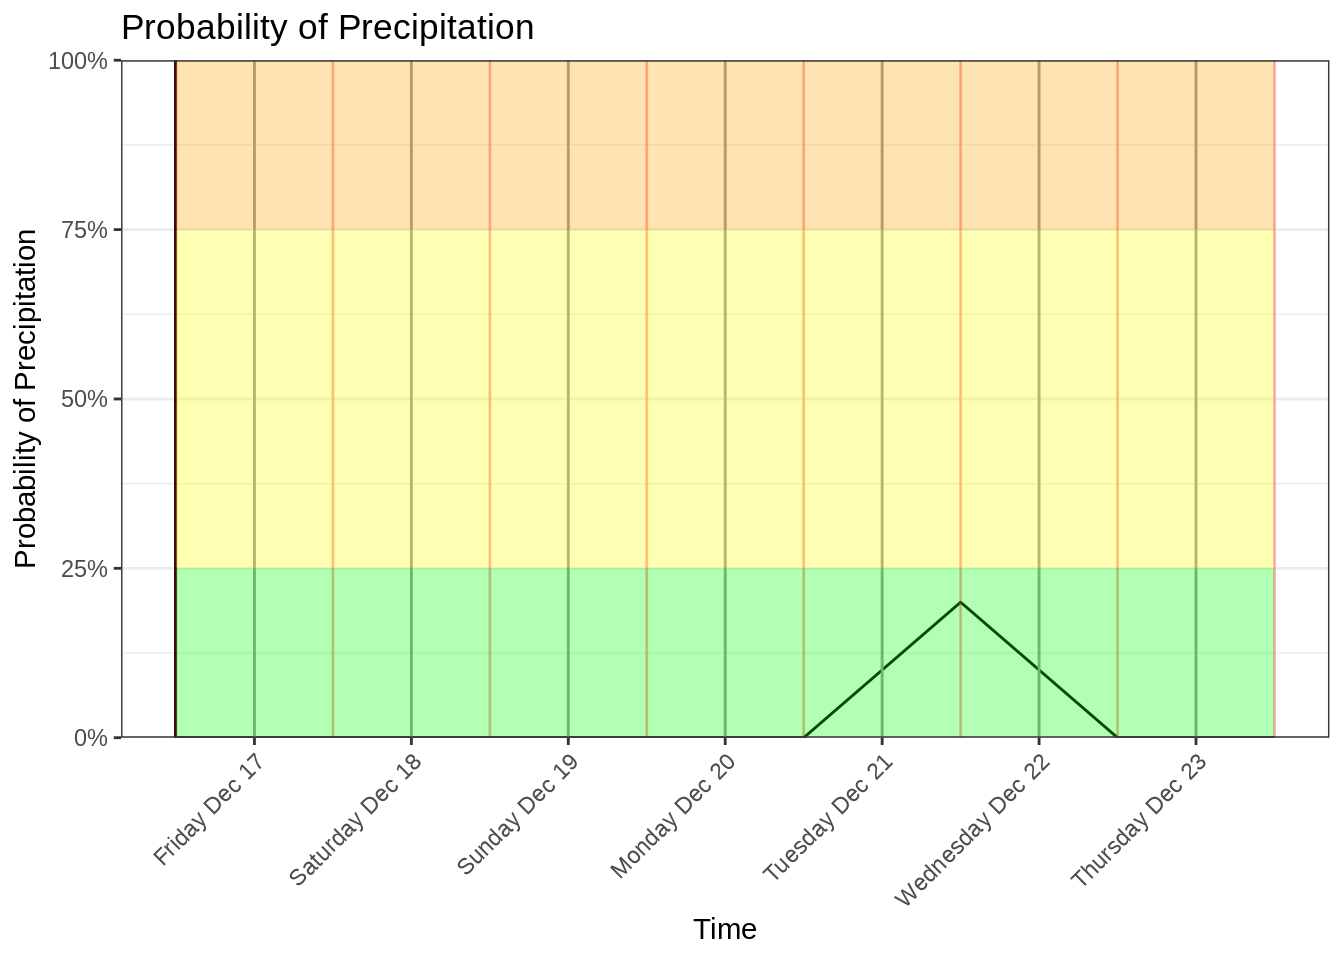 Probability of Precipitation
Probability of Precipitation
100%
75%
50%
25%
0%
Friday Dec 17
Saturday Dec 18
Sunday Dec 19
Monday Dec 20
Tuesday Dec 21
Wednesday Dec 22
Thursday Dec 23
Time